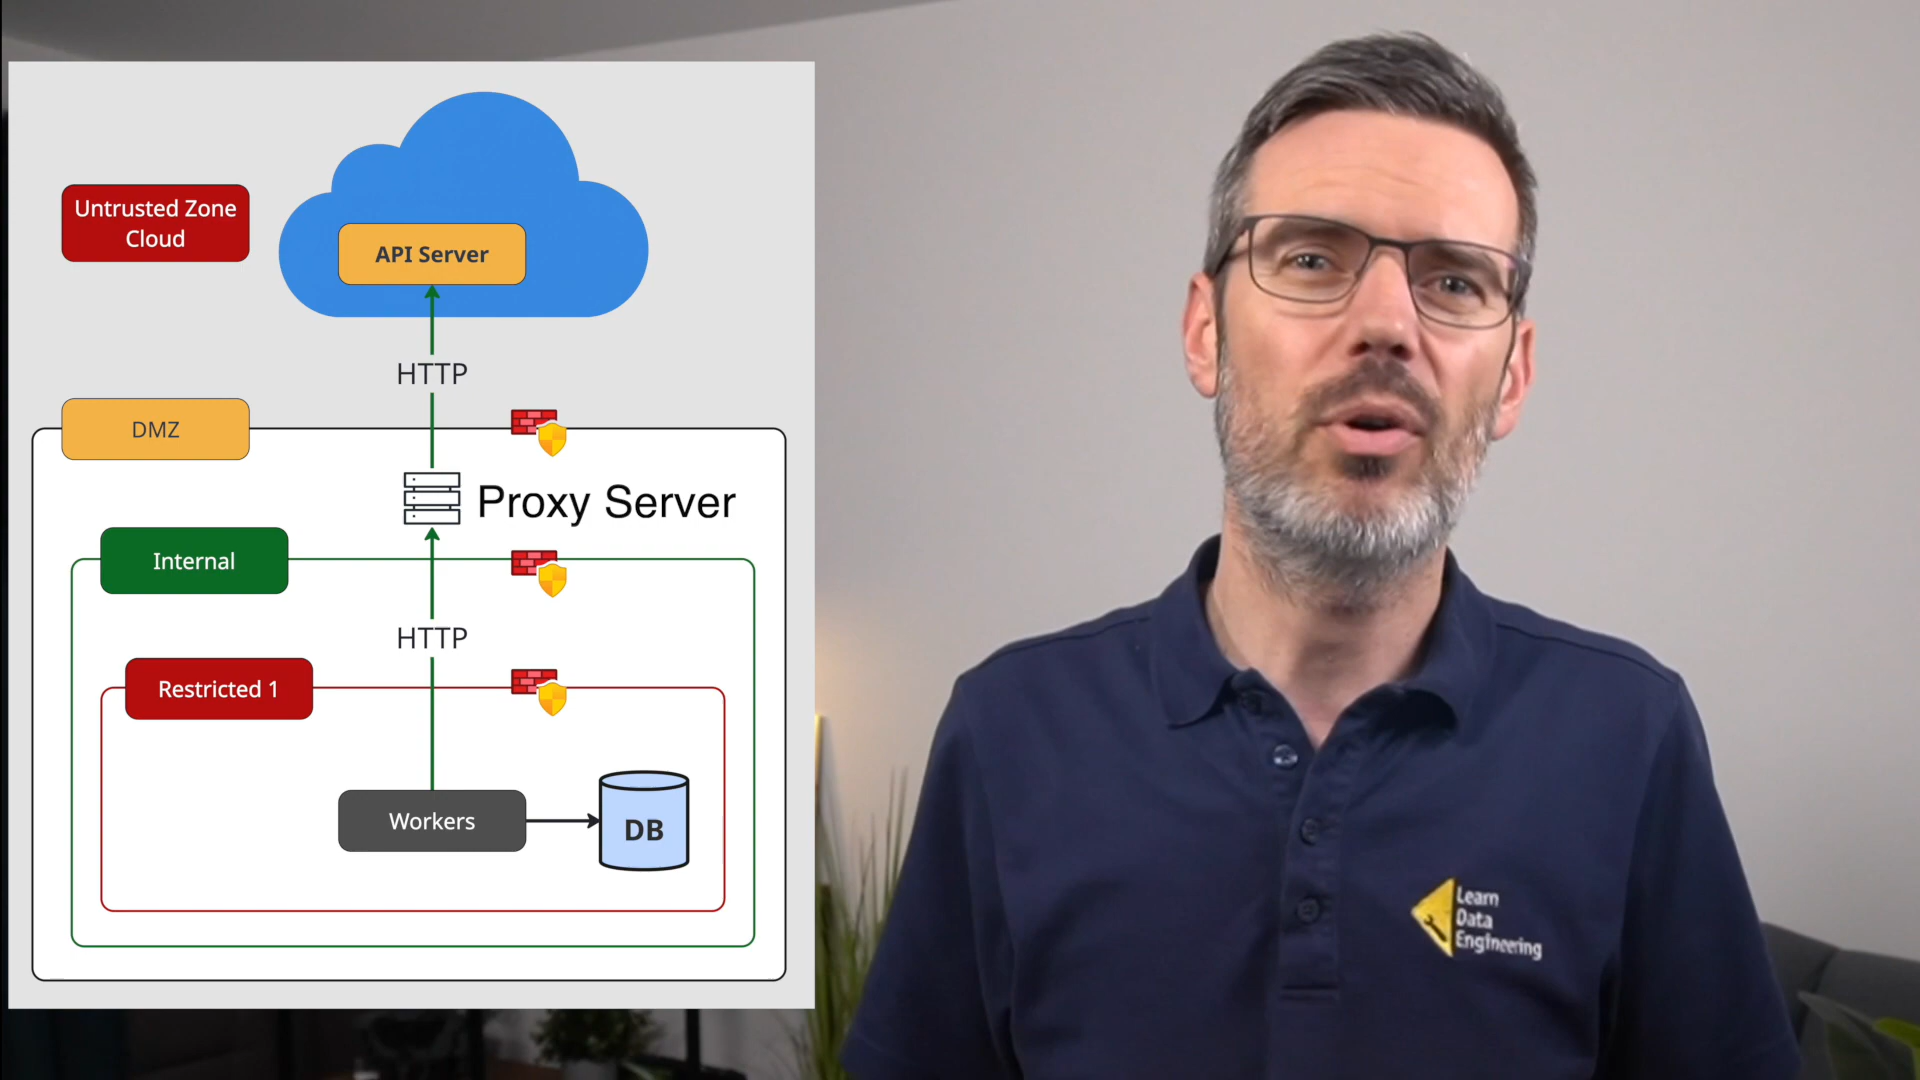 Untrusted Zone
Cloud
API Server
HTTP
DMZ
Proxy Server
Internal
HTTP
Restricted 1
Workers
DB
Learn
Data
Engineering